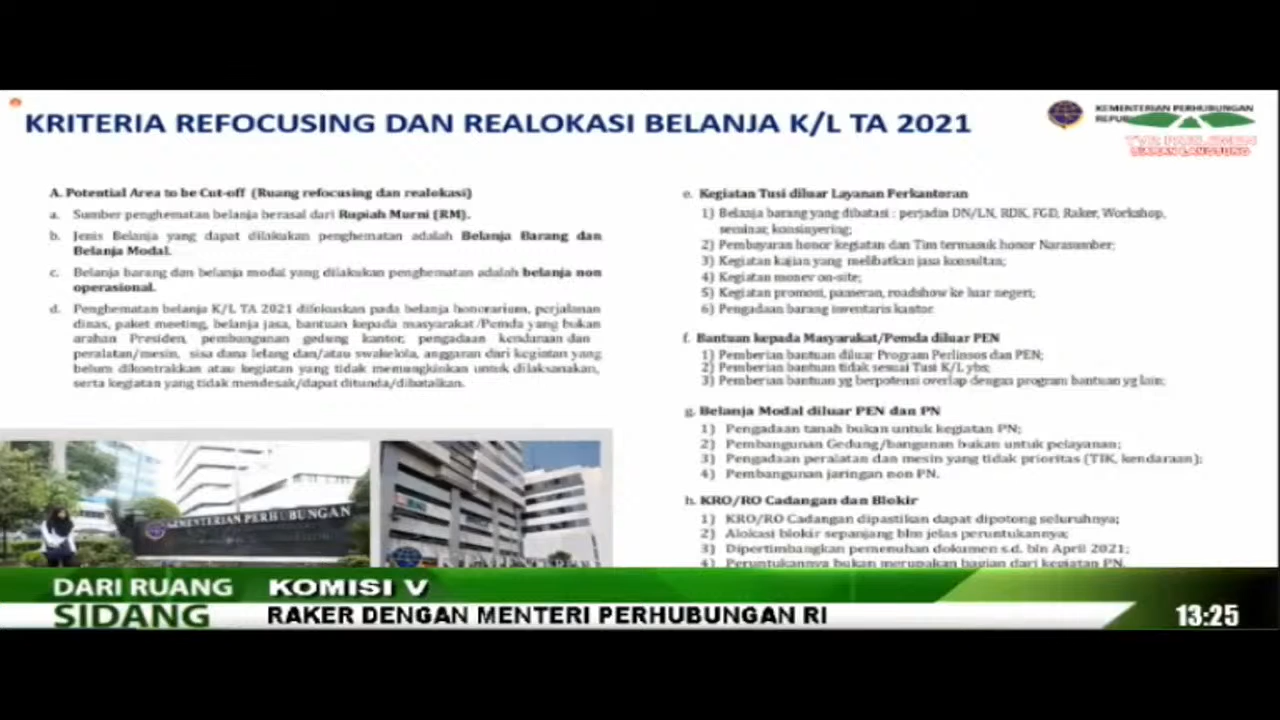 KRITERIA REFOCUSING DAN REALOKASI BELANJA K/L TA 2021
KEMENTERIAN PERHUBUNGAN
TVR PARLEMEN
SIARAN LANGSUNG
A. Potential Area to be Cut-off (Ruang refocusing dan realokasi)
a. Sumber penghematan belanja berasal dari Rupiah Murni (RM).
b. Jenis Belanja yang dapat dilakukan penghematan adalah Belanja Barang dan
Belanja Modal.
c. Belanja barang dan belanja modal yang dilakukan penghematan adalah belanja non
operasional.
d. Penghematan belanja K/L TA 2021 difokuskan pada belanja honorarium, perjalanan
dinas, paket meeting, belanja jasa, bantuan kepada masyarakat/Pemda yang bukan
arahan Presiden, pembangunan gedung kantor, pengadaan kendaraan dan
peralatan/mesin, sisa dana lelang dan/atau swakelola, anggaran dari kegiatan yang
belum dikontrakkan atau kegiatan yang tidak memungkinkan untuk dilaksanakan,
serta kegiatan yang tidak mendesak/dapat ditunda/dibatalkan.
e. Kegiatan Tusi diluar Layanan Perkantoran
1) Belanja barang yang dibatasi : perjadin DN/LN, RDK, FGD, Raker, Workshop,
seminar, konsinyering;
2) Pembayaran honor kegiatan dan Tim termasuk honor Narasumber;
3) Kegiatan kajian yang melibatkan jasa konsultan;
4) Kegiatan monev on-site;
5) Kegiatan promosi, pameran, roadshow ke luar negeri;
6) Pengadaan barang inventaris kantor.
f. Bantuan kepada Masyarakat/Pemda diluar PEN
1) Pemberian bantuan diluar Program Perlinsos dan PEN;
2) Pemberian bantuan tidak sesuai Tusi K/L ybs;
3) Pemberian bantuan yg berpotensi overlap dengan program bantuan yg lain;
g. Belanja Modal diluar PEN dan PN
1) Pengadaan tanah bukan untuk kegiatan PN;
2) Pembangunan Gedung/bangunan bukan untuk pelayanan;
3) Pengadaan peralatan dan mesin yang tidak prioritas (TIK, kendaraan);
4) Pembangunan jaringan non PN.
h. KRO/RO Cadangan dan Blokir
1) KRO/RO Cadangan dipastikan dapat dipotong seluruhnya;
2) Alokasi blokir sepanjang blm jelas peruntukannya;
3) Dipertimbangkan pemenuhan dokumen s.d. bln April 2021;
4) Peruntukannya bukan merupakan bagian dari kegiatan PN.
KEMENTERIAN PERHUBUNGAN
DARI RUANG
SIDANG
KOMISI V
RAKER DENGAN MENTERI PERHUBUNGAN RI
13:25